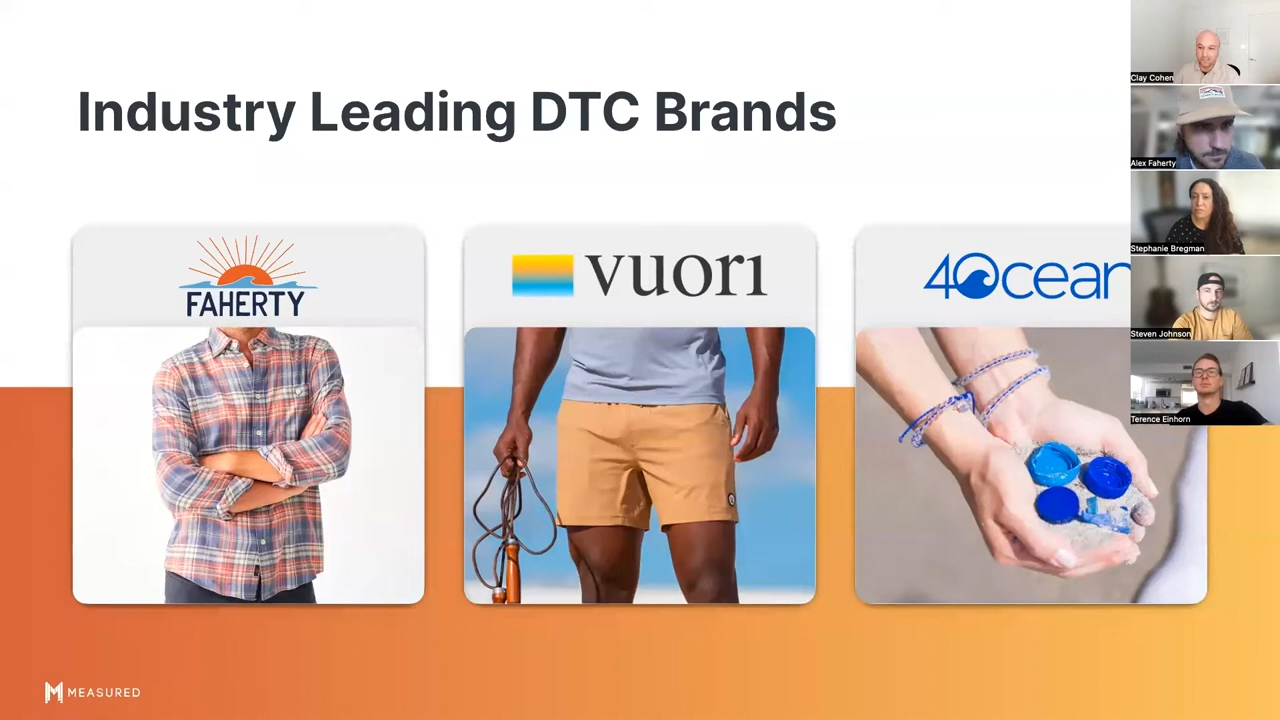 Industry Leading DTC Brands
FAHERTY
vuori
4Ocean
MEASURED
Clay Cohen
Alex Faherty
Stephanie Bregman
Steven Johnson
Terence Einhorn